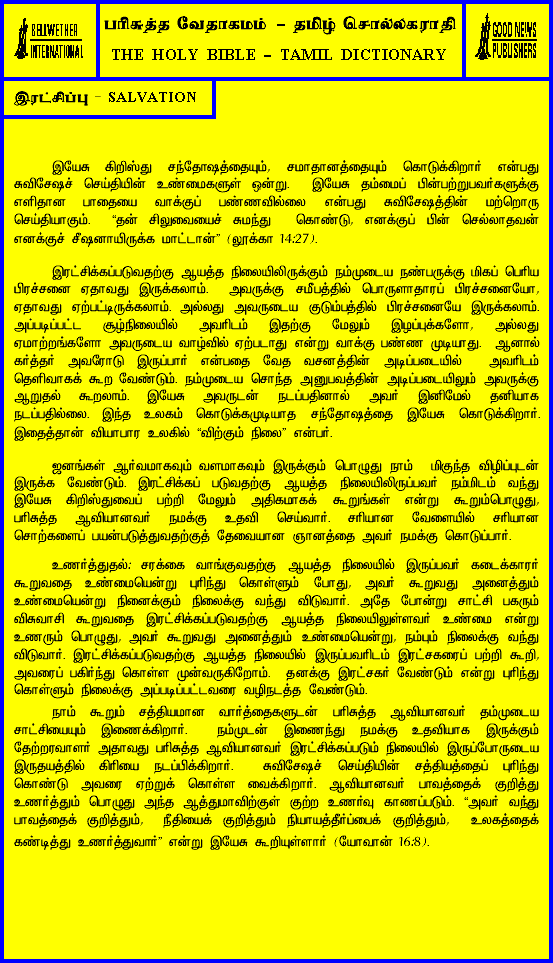 BELLWETHER
INTERNATIONAL
பரிசுத்த வேதாகமம் – தமிழ் சொல்லகராதி
THE HOLY BIBLE – TAMIL DICTIONARY
GOOD NEWS
PUBLISHERS
இரட்சிப்பு – SALVATION
இயேசு கிறிஸ்து சந்தோஷத்தையும், சமாதானத்தையும் கொடுக்கிறார் என்பது
சுவிசேஷச் செய்தியின் உண்மைகளுள் ஒன்று. இயேசு தம்மைப் பின்பற்றுபவர்களுக்கு
எளிதான பாதையை வாக்குப் பண்ணவில்லை என்பது சுவிசேஷத்தின் மற்றொரு
செய்தியாகும். “தன் சிலுவையைச் சுமந்து கொண்டு, எனக்குப் பின் செல்லாதவன்
எனக்குச் சீஷனாயிருக்க மாட்டான்” (லூக்கா 14:27).
இரட்சிக்கப்படுவதற்கு ஆயத்த நிலையிலிருக்கும் நம்முடைய நண்பருக்கு மிகப் பெரிய
பிரச்சனை ஏதாவது இருக்கலாம். அவருக்கு சமீபத்தில் பொருளாதாரப் பிரச்சனையோ,
ஏதாவது ஏற்பட்டிருக்கலாம். அல்லது அவருடைய குடும்பத்தில் பிரச்சனையே இருக்கலாம்.
அப்படிப்பட்ட சூழ்நிலையில் அவரிடம் இதற்கு மேலும் இழப்புக்களோ, அல்லது
ஏமாற்றங்களோ அவருடைய வாழ்வில் ஏற்படாது என்று வாக்கு பண்ண முடியாது. ஆனால்
கர்த்தர் அவரோடு இருப்பார் என்பதை வேத வசனத்தின் அடிப்படையில் அவரிடம்
தெளிவாகக் கூற வேண்டும். நம்முடைய சொந்த அனுபவத்தின் அடிப்படையிலும் அவருக்கு
ஆறுதல் கூறலாம். இயேசு அவருடன் நடப்பதினால் அவர் இனிமேல் தனியாக
நடப்பதில்லை. இந்த உலகம் கொடுக்கமுடியாத சந்தோஷத்தை இயேசு கொடுக்கிறார்.
இதைத்தான் வியாபார உலகில் “விற்கும் நிலை” என்பர்.
ஜனங்கள் ஆர்வமாகவும் வளமாகவும் இருக்கும் பொழுது நாம் மிகுந்த விழிப்புடன்
இருக்க வேண்டும். இரட்சிக்கப் படுவதற்கு ஆயத்த நிலையிலிருப்பவர் நம்மிடம் வந்து
இயேசு கிறிஸ்துவைப் பற்றி மேலும் அதிகமாகக் கூறுங்கள் என்று கூறும்பொழுது,
பரிசுத்த ஆவியானவர் நமக்கு உதவி செய்வார். சரியான வேளையில் சரியான
சொற்களைப் பயன்படுத்துவதற்குத் தேவையான ஞானத்தை அவர் நமக்கு கொடுப்பார்.
உணர்த்துதல்: சரக்கை வாங்குவதற்கு ஆயத்த நிலையில் இருப்பவர் கடைக்காரர்
கூறுவதை உண்மையென்று புரிந்து கொள்ளும் போது, அவர் கூறுவது அனைத்தும்
உண்மையென்று நினைக்கும் நிலைக்கு வந்து விடுவார். அதே போன்று சாட்சி பகரும்
விசுவாசி கூறுவதை இரட்சிக்கப்படுவதற்கு ஆயத்த நிலையிலுள்ளவர் உண்மை என்று
உணரும் பொழுது, அவர் கூறுவது அனைத்தும் உண்மையென்று, நம்பும் நிலைக்கு வந்து
விடுவார். இரட்சிக்கப்படுவதற்கு ஆயத்த நிலையில் இருப்பவரிடம் இரட்சகரைப் பற்றி கூறி,
அவரைப் பகிர்ந்து கொள்ள முன்வருகிறோம். தனக்கு இரட்சகர் வேண்டும் என்று புரிந்து
கொள்ளும் நிலைக்கு அப்படிப்பட்டவரை வழிநடத்த வேண்டும்.
நாம் கூறும் சத்தியமான வார்த்தைகளுடன் பரிசுத்த ஆவியானவர் தம்முடைய
சாட்சியையும் இணைக்கிறார். நம்முடன் இணைந்து நமக்கு உதவியாக இருக்கும்
தேற்றரவாளர் அதாவது பரிசுத்த ஆவியானவர் இரட்சிக்கப்படும் நிலையில் இருப்போருடைய
இருதயத்தில் கிரியை நடப்பிக்கிறார். சுவிசேஷச் செய்தியின் சத்தியத்தைப் புரிந்து
கொண்டு அவரை ஏற்றுக் கொள்ள வைக்கிறார். ஆவியானவர் பாவத்தைக் குறித்து
உணர்த்தும் பொழுது அந்த ஆத்துமாவிற்குள் குற்ற உணர்வு காணப்படும். “அவர் வந்து
பாவத்தைக் குறித்தும், நீதியைக் குறித்தும் நியாயத்தீர்ப்பைக் குறித்தும், உலகத்தைக்
கண்டித்து உணர்த்துவார்” என்று இயேசு கூறியுள்ளார் (யோவான் 16:8).